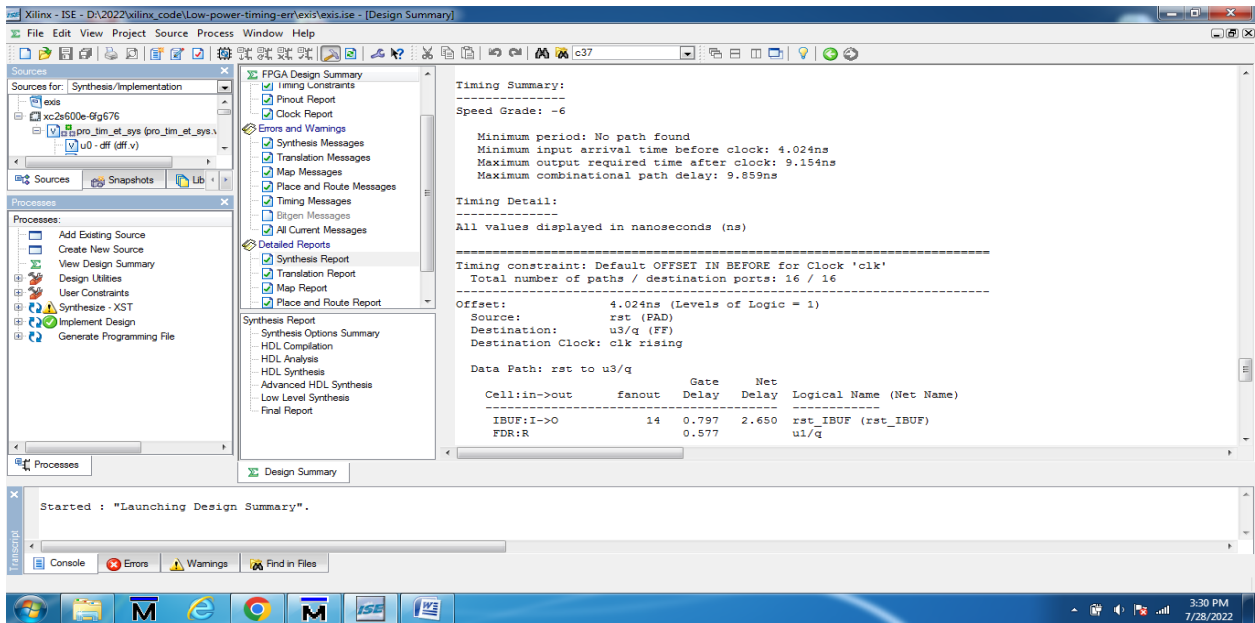 Xilinx - ISE - D:\2022\xilinx_code\Low-power-timing-err\exis\exis.ise - [Design Summary]
File Edit View Project Source Process Window Help
c37
Sources
Sources for: Synthesis/Implementation
exis
xc2s600e-6fg676
pro_tim_et_sys (pro_tim_et_sys.v
u0 - dff (dff.v)
Sources Snapshots Lib
Processes
Processes:
Add Existing Source
Create New Source
View Design Summary
Design Utilities
User Constraints
Synthesize - XST
Implement Design
Generate Programming File
Processes
FPGA Design Summary
Timing Constraints
Pinout Report
Clock Report
Errors and Warnings
Synthesis Messages
Translation Messages
Map Messages
Place and Route Messages
Timing Messages
Bitgen Messages
All Current Messages
Detailed Reports
Synthesis Report
Translation Report
Map Report
Place and Route Report
Synthesis Report
Synthesis Options Summary
HDL Compilation
HDL Analysis
HDL Synthesis
Advanced HDL Synthesis
Low Level Synthesis
Final Report
Design Summary
Timing Summary:
---------------
Speed Grade: -6
Minimum period: No path found
Minimum input arrival time before clock: 4.024ns
Maximum output required time after clock: 9.154ns
Maximum combinational path delay: 9.859ns
Timing Detail:
--------------
All values displayed in nanoseconds (ns)
=========================================================================
Timing constraint: Default OFFSET IN BEFORE for Clock 'clk'
Total number of paths / destination ports: 16 / 16
-------------------------------------------------------------------------
Offset: 4.024ns (Levels of Logic = 1)
Source: rst (PAD)
Destination: u3/q (FF)
Destination Clock: clk rising
Data Path: rst to u3/q
Gate Net
Cell:in->out fanout Delay Delay Logical Name (Net Name)
---------------------------------------- ------------
IBUF:I->O 14 0.797 2.650 rst_IBUF (rst_IBUF)
FDR:R 0.577 u1/q
Started : "Launching Design Summary".
Transcript
Console Errors Warnings Find in Files
ISE
3:30 PM
7/28/2022